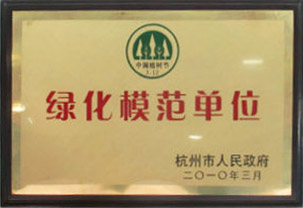 中国植树节
3.12
绿化模范单位
杭州市人民政府
二〇一〇年三月